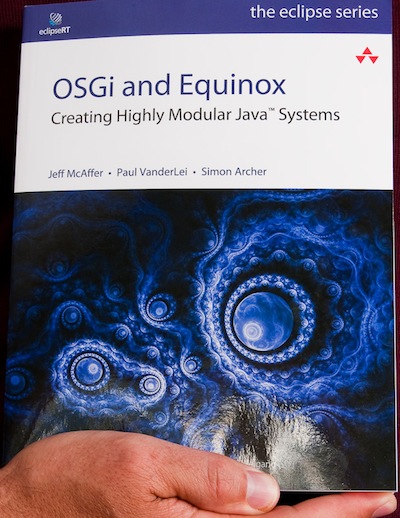 the eclipse series
eclipseRT
OSGi and Equinox
Creating Highly Modular Java™ Systems
Jeff McAffer • Paul VanderLei • Simon Archer